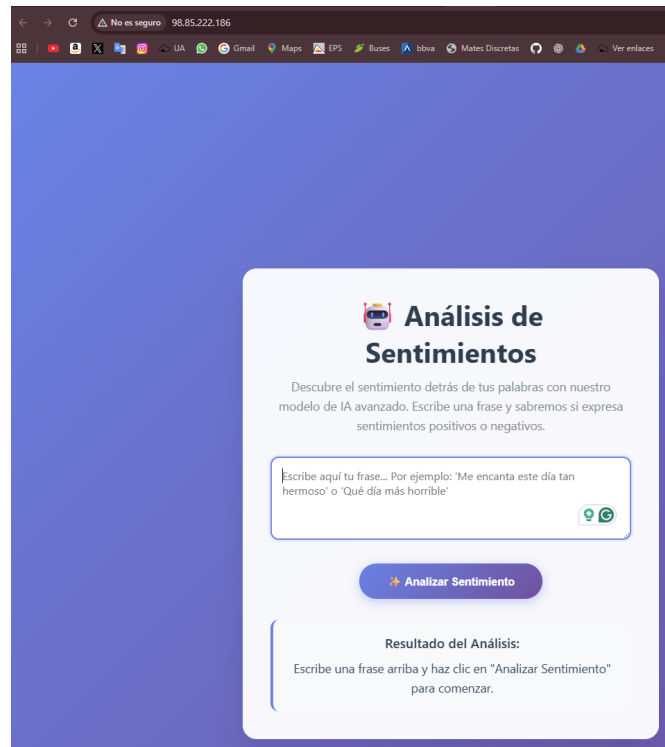 No es seguro 98.85.222.186
UA Gmail Maps EPS Buses bbva Mates Discretas Ver enlaces
Análisis de
Sentimientos
Descubre el sentimiento detrás de tus palabras con nuestro
modelo de IA avanzado. Escribe una frase y sabremos si expresa
sentimientos positivos o negativos.
Escribe aquí tu frase... Por ejemplo: 'Me encanta este día tan
hermoso' o 'Qué día más horrible'
✨ Analizar Sentimiento
Resultado del Análisis:
Escribe una frase arriba y haz clic en "Analizar Sentimiento"
para comenzar.